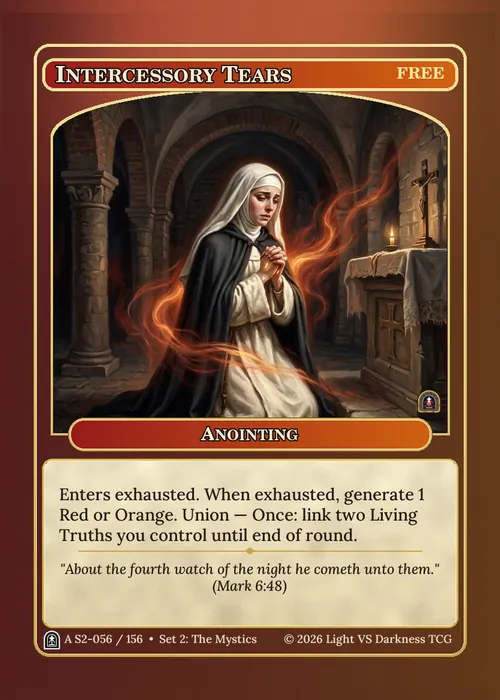 Intercessory Tears FREE
Anointing
Enters exhausted. When exhausted, generate 1
Red or Orange. Union — Once: link two Living
Truths you control until end of round.
"About the fourth watch of the night he cometh unto them."
(Mark 6:48)
A S2-056 / 156 • Set 2: The Mystics © 2026 Light VS Darkness TCG